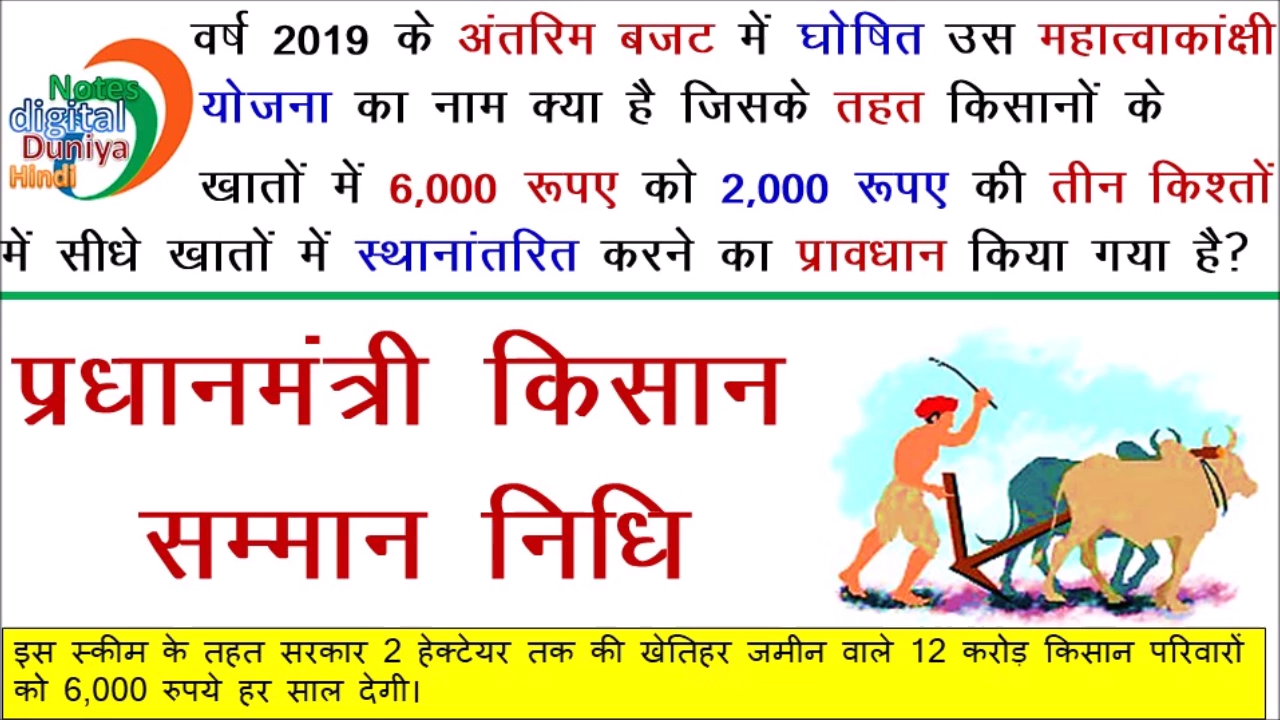 वर्ष 2019 के अंतरिम बजट में घोषित उस महात्वाकांक्षी
योजना का नाम क्या है जिसके तहत किसानों के
खातों में 6,000 रूपए को 2,000 रूपए की तीन किश्तों
में सीधे खातों में स्थानांतरित करने का प्रावधान किया गया है?
Notes
digital
Duniya
Hindi
प्रधानमंत्री किसान
सम्मान निधि
इस स्कीम के तहत सरकार 2 हेक्टेयर तक की खेतिहर जमीन वाले 12 करोड़ किसान परिवारों
को 6,000 रुपये हर साल देगी।